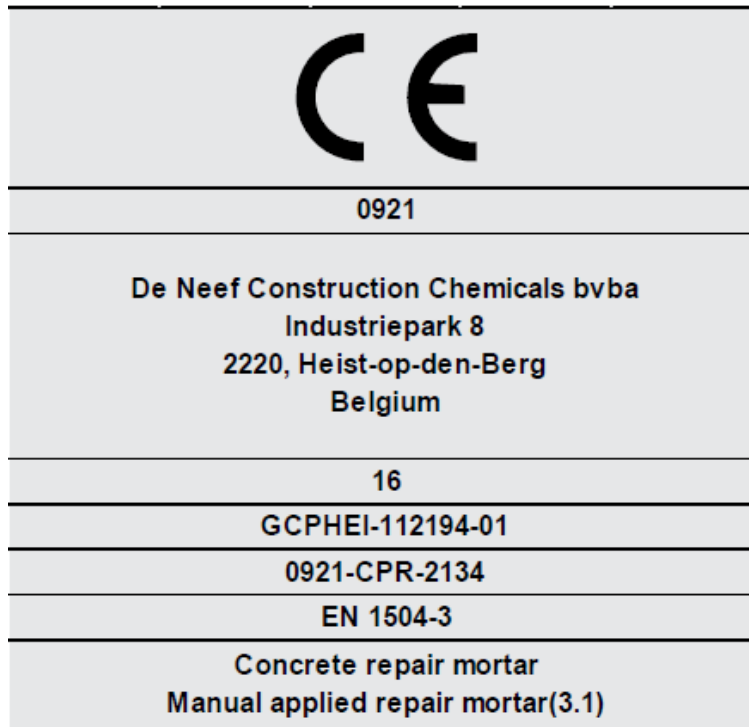 CE
0921
De Neef Construction Chemicals bvba
Industriepark 8
2220, Heist-op-den-Berg
Belgium
16
GCPHEI-112194-01
0921-CPR-2134
EN 1504-3
Concrete repair mortar
Manual applied repair mortar(3.1)